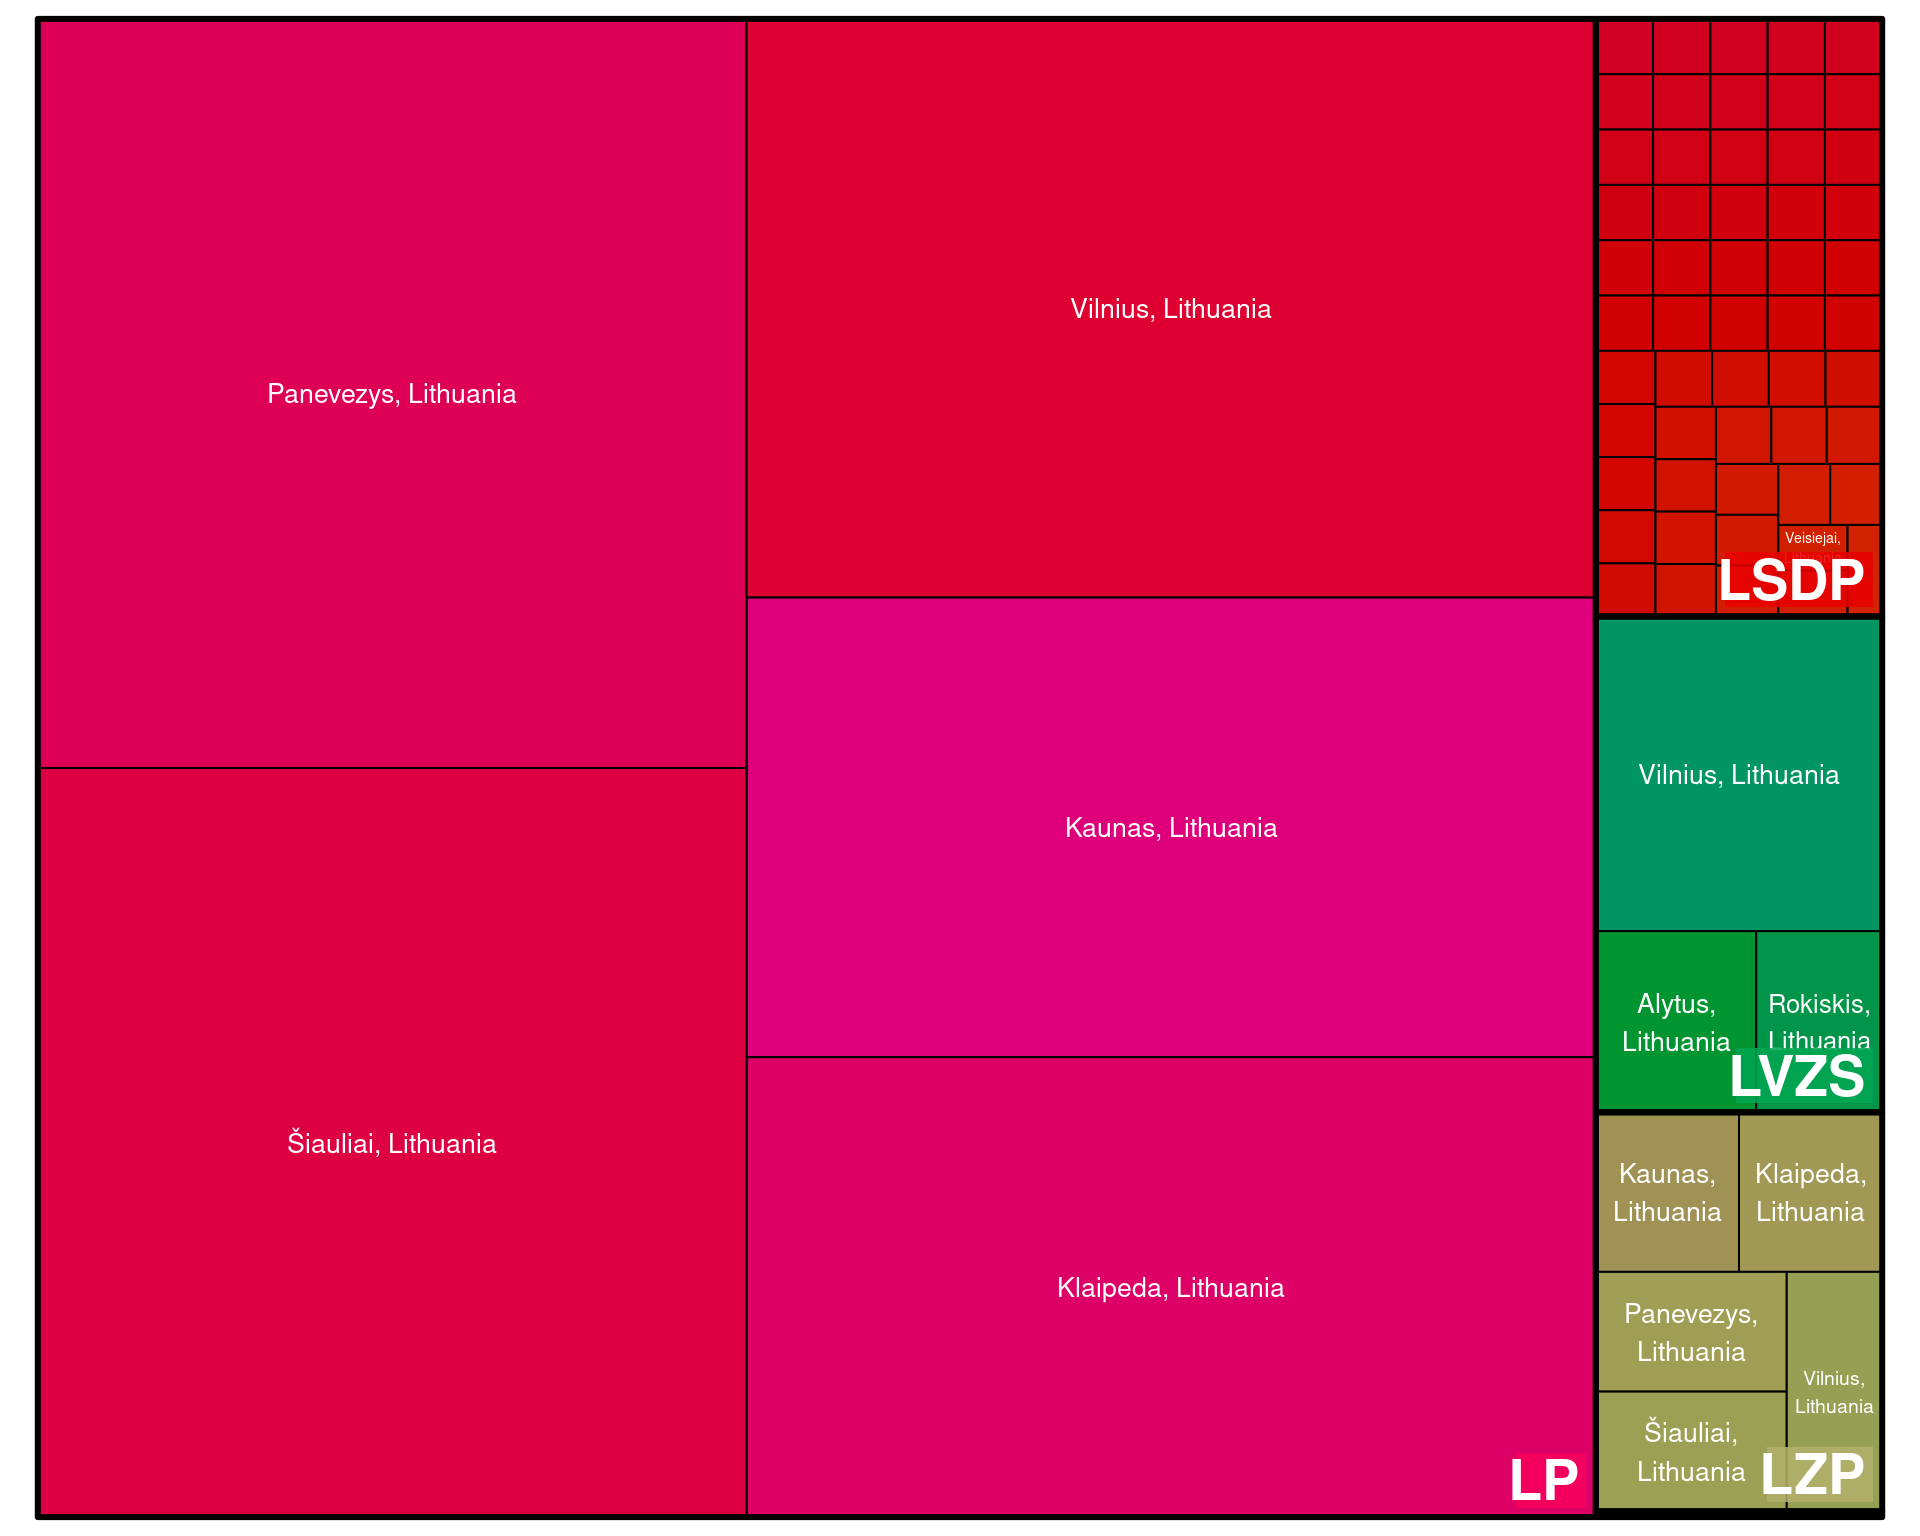 Panevezys, Lithuania
Šiauliai, Lithuania
Vilnius, Lithuania
Kaunas, Lithuania
Klaipeda, Lithuania
LP
Veisiejai,
Lithuania
LSDP
Vilnius, Lithuania
Alytus,
Lithuania
Rokiskis,
Lithuania
LVZS
Kaunas,
Lithuania
Klaipeda,
Lithuania
Panevezys,
Lithuania
Šiauliai,
Lithuania
Vilnius,
Lithuania
LZP